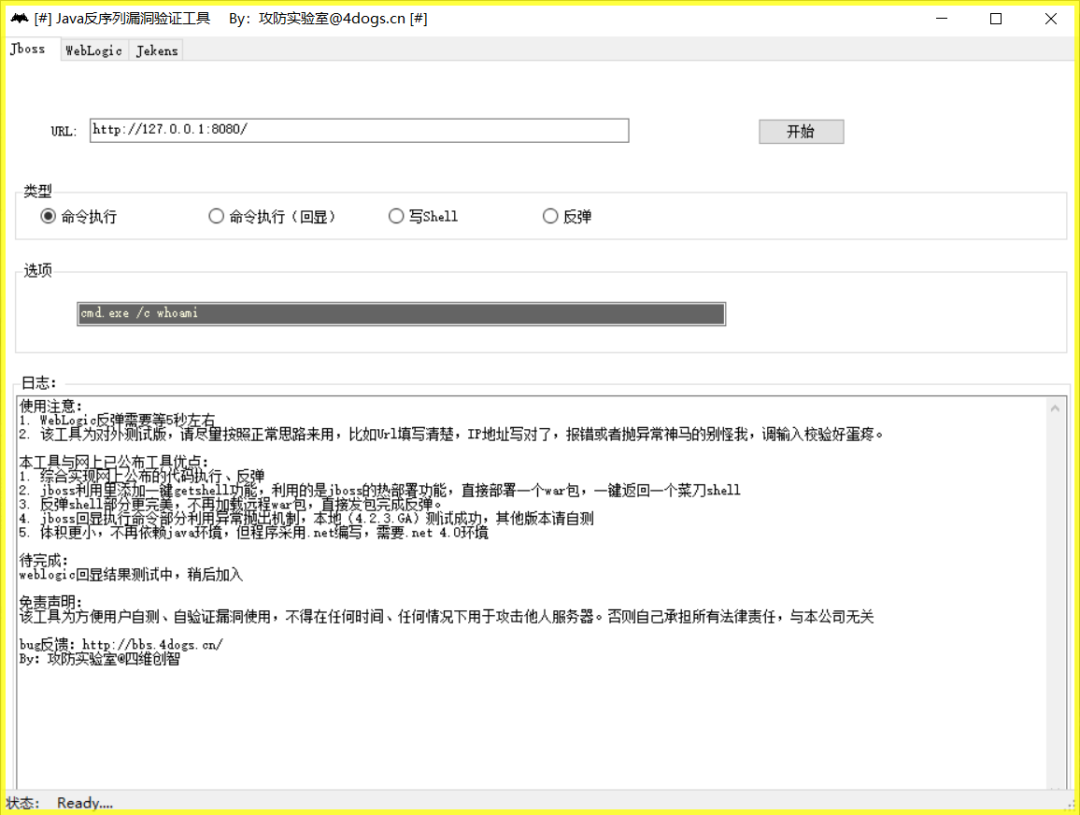 [#] Java反序列漏洞验证工具 By：攻防实验室@4dogs.cn [#]
Jboss WebLogic Jekens
URL: http://127.0.0.1:8080/ 开始
类型
命令执行 命令执行（回显） 写Shell 反弹
选项
cmd.exe /c whoami
日志：
使用注意：
1. WebLogic反弹需要等5秒左右
2. 该工具为对外测试版，请尽量按照正常思路来用，比如Url填写清楚，IP地址写对了，报错或者抛异常神马的别怪我，调输入校验好蛋疼。
本工具与网上已公布工具优点：
1. 综合实现网上公布的代码执行、反弹
2. jboss利用里添加一键getshell功能，利用的是jboss的热部署功能，直接部署一个war包，一键返回一个菜刀shell
3. 反弹shell部分更完美，不再加载远程war包，直接发包完成反弹。
4. jboss回显执行命令部分利用异常抛出机制，本地（4.2.3.GA）测试成功，其他版本请自测
5. 体积更小，不再依赖java环境，但程序采用.net编写，需要.net 4.0环境
待完成：
weblogic回显结果测试中，稍后加入
免责声明：
该工具为方便用户自测、自验证漏洞使用，不得在任何时间、任何情况下用于攻击他人服务器。否则自己承担所有法律责任，与本公司无关
bug反馈：http://bbs.4dogs.cn/
By：攻防实验室@四维创智
状态： Ready....